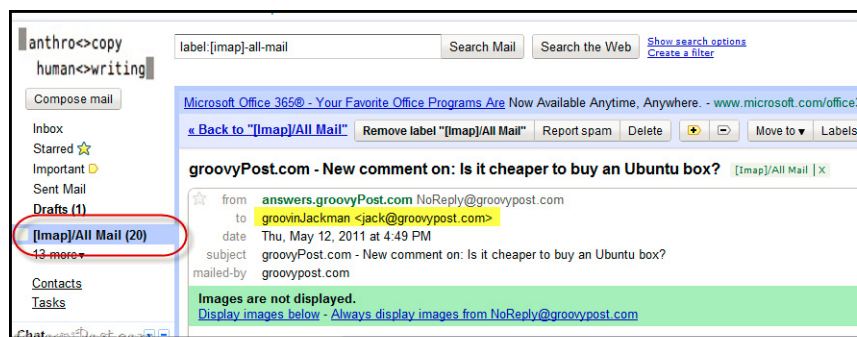 anthro<>copy
human<>writing
label:[imap]-all-mail
Search Mail
Search the Web
Show search options
Create a filter
Compose mail
Inbox
Starred
Important
Sent Mail
Drafts (1)
[Imap]/All Mail (20)
13 more▾
Contacts
Tasks
Chat
Microsoft Office 365® - Your Favorite Office Programs Are Now Available Anytime, Anywhere. - www.microsoft.com/office3
« Back to "[Imap]/All Mail" Remove label "[Imap]/All Mail" Report spam Delete Move to ▾ Labels
groovyPost.com - New comment on: Is it cheaper to buy an Ubuntu box? [Imap]/All Mail | X
from answers.groovyPost.com NoReply@groovypost.com
to groovinJackman <jack@groovypost.com>
date Thu, May 12, 2011 at 4:49 PM
subject groovyPost.com - New comment on: Is it cheaper to buy an Ubuntu box?
mailed-by groovypost.com
Images are not displayed.
Display images below - Always display images from NoReply@groovypost.com